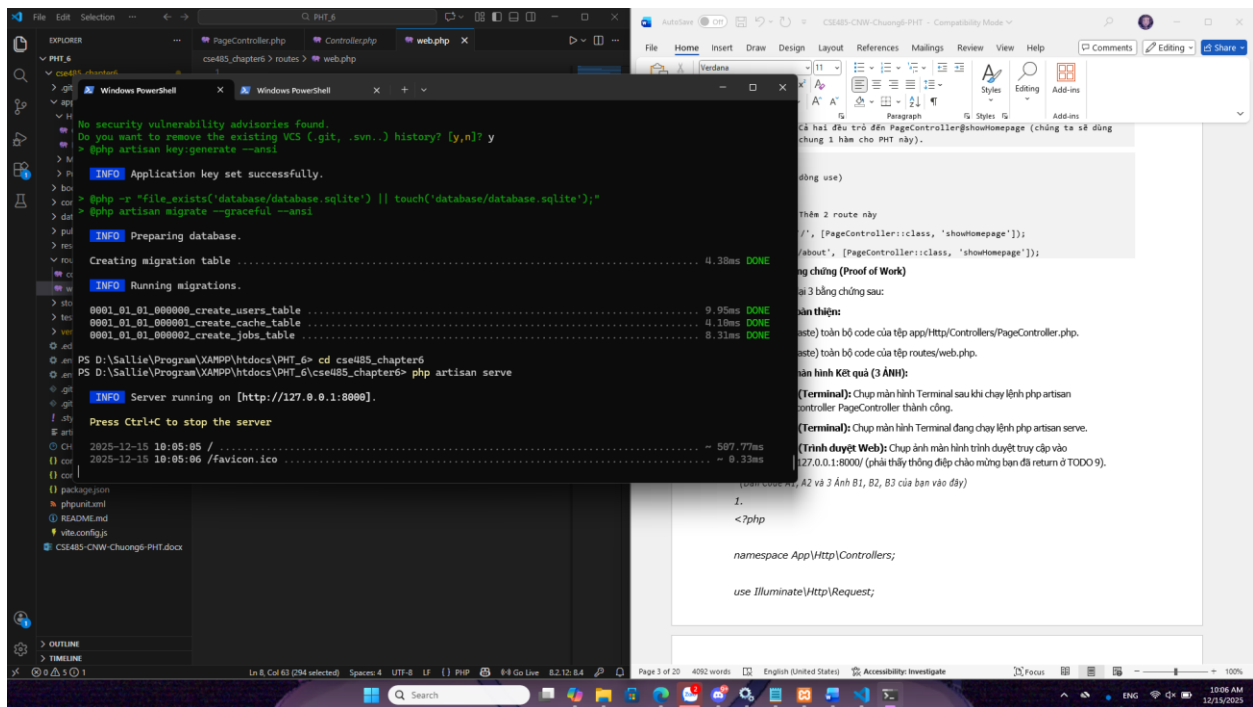 File Edit Selection ··· PHT_6
EXPLORER ···
PHT_6
PageController.php Controller.php web.php
cse485_chapter6 > routes > web.php
1
Windows PowerShell Windows PowerShell
No security vulnerability advisories found.
Do you want to remove the existing VCS (.git, .svn..) history? [y,n]? y
> @php artisan key:generate --ansi
INFO Application key set successfully.
> @php -r "file_exists('database/database.sqlite') || touch('database/database.sqlite');"
> @php artisan migrate --graceful --ansi
INFO Preparing database.
Creating migration table ........ 4.38ms DONE
INFO Running migrations.
0001_01_01_000000_create_users_table ........ 9.95ms DONE
0001_01_01_000001_create_cache_table ........ 4.10ms DONE
0001_01_01_000002_create_jobs_table ........ 8.31ms DONE
PS D:\Sallie\Program\XAMPP\htdocs\PHT_6> cd cse485_chapter6
PS D:\Sallie\Program\XAMPP\htdocs\PHT_6\cse485_chapter6> php artisan serve
INFO Server running on [http://127.0.0.1:8000].
Press Ctrl+C to stop the server
2025-12-15 10:05:05 / ........ ~ 507.77ms
2025-12-15 10:05:06 /favicon.ico ........ ~ 0.33ms
package.json
phpunit.xml
README.md
vite.config.js
CSE485-CNW-Chuong6-PHT.docx
OUTLINE
TIMELINE
0 5 1
Ln 8, Col 63 (294 selected) Spaces: 4 UTF-8 LF { } PHP Go Live 8.2.12: 8.4
AutoSave Off CSE485-CNW-Chuong6-PHT - Compatibility Mode
File Home Insert Draw Design Layout References Mailings Review View Help Comments Editing Share
Verdana 11
Styles Editing Add-ins
Paragraph Styles Add-ins
Cả hai đều trỏ đến PageController@showHomepage (chúng ta sẽ dùng
chung 1 hàm cho PHT này).
dòng use)
Thêm 2 route này
'/', [PageController::class, 'showHomepage']);
/about', [PageController::class, 'showHomepage']);
ng chứng (Proof of Work)
ại 3 bằng chứng sau:
oàn thiện:
aste) toàn bộ code của tệp app/Http/Controllers/PageController.php.
aste) toàn bộ code của tệp routes/web.php.
àn hình Kết quả (3 ẢNH):
(Terminal): Chụp màn hình Terminal sau khi chạy lệnh php artisan
controller PageController thành công.
(Terminal): Chụp màn hình Terminal đang chạy lệnh php artisan serve.
(Trình duyệt Web): Chụp ảnh màn hình trình duyệt truy cập vào
127.0.0.1:8000/ (phải thấy thông điệp chào mừng bạn đã return ở TODO 9).
(Dán Code A1, A2 và 3 Ảnh B1, B2, B3 của bạn vào đây)
1.
<?php
namespace App\Http\Controllers;
use Illuminate\Http\Request;
Page 3 of 20 4092 words English (United States) Accessibility: Investigate Focus 100%
Search
ENG 10:06 AM
12/15/2025